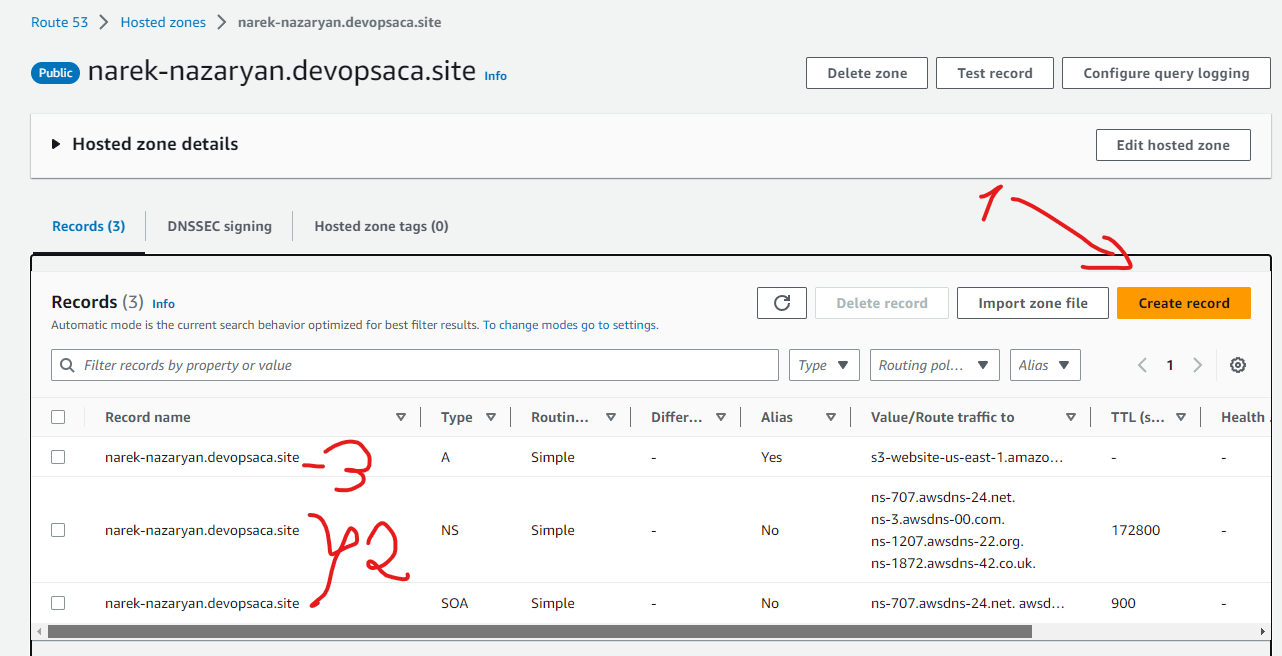 Route 53 > Hosted zones > narek-nazaryan.devopsaca.site
Public narek-nazaryan.devopsaca.site Info
Delete zone Test record Configure query logging
Hosted zone details Edit hosted zone
1
Records (3) DNSSEC signing Hosted zone tags (0)
Records (3) Info
Delete record Import zone file Create record
Automatic mode is the current search behavior optimized for best filter results. To change modes go to settings.
Filter records by property or value Type Routing pol... Alias 1
Record name Type Routin... Differ... Alias Value/Route traffic to TTL (s... Health
narek-nazaryan.devopsaca.site - 3 A Simple - Yes s3-website-us-east-1.amazo... - -
ns-707.awsdns-24.net.
ns-3.awsdns-00.com.
narek-nazaryan.devopsaca.site 2 NS Simple - No 172800 -
ns-1207.awsdns-22.org.
ns-1872.awsdns-42.co.uk.
narek-nazaryan.devopsaca.site SOA Simple - No ns-707.awsdns-24.net. awsd... 900 -